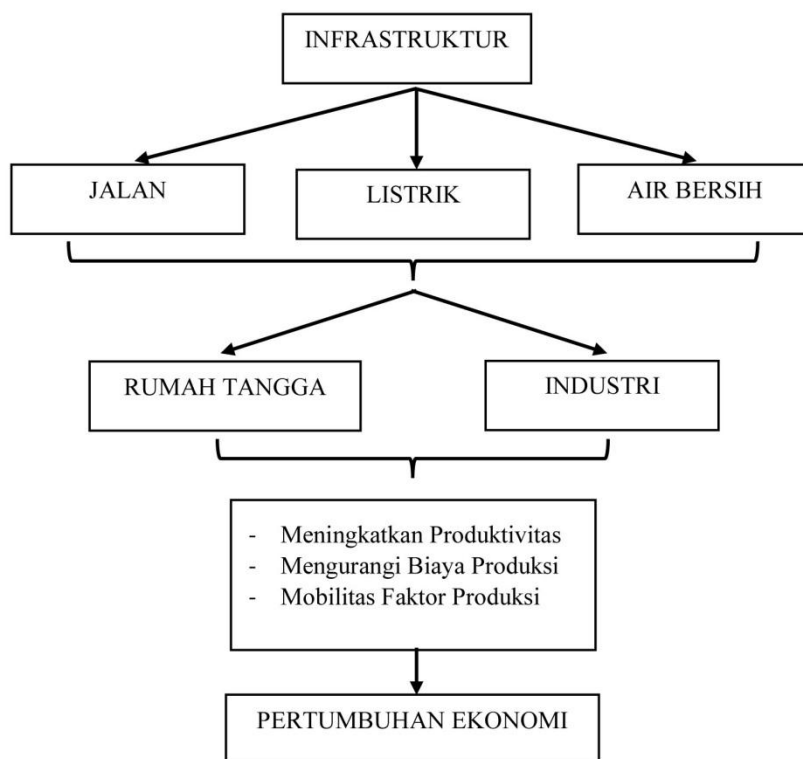 INFRASTRUKTUR
JALAN
LISTRIK
AIR BERSIH
RUMAH TANGGA
INDUSTRI
- Meningkatkan Produktivitas
- Mengurangi Biaya Produksi
- Mobilitas Faktor Produksi
PERTUMBUHAN EKONOMI